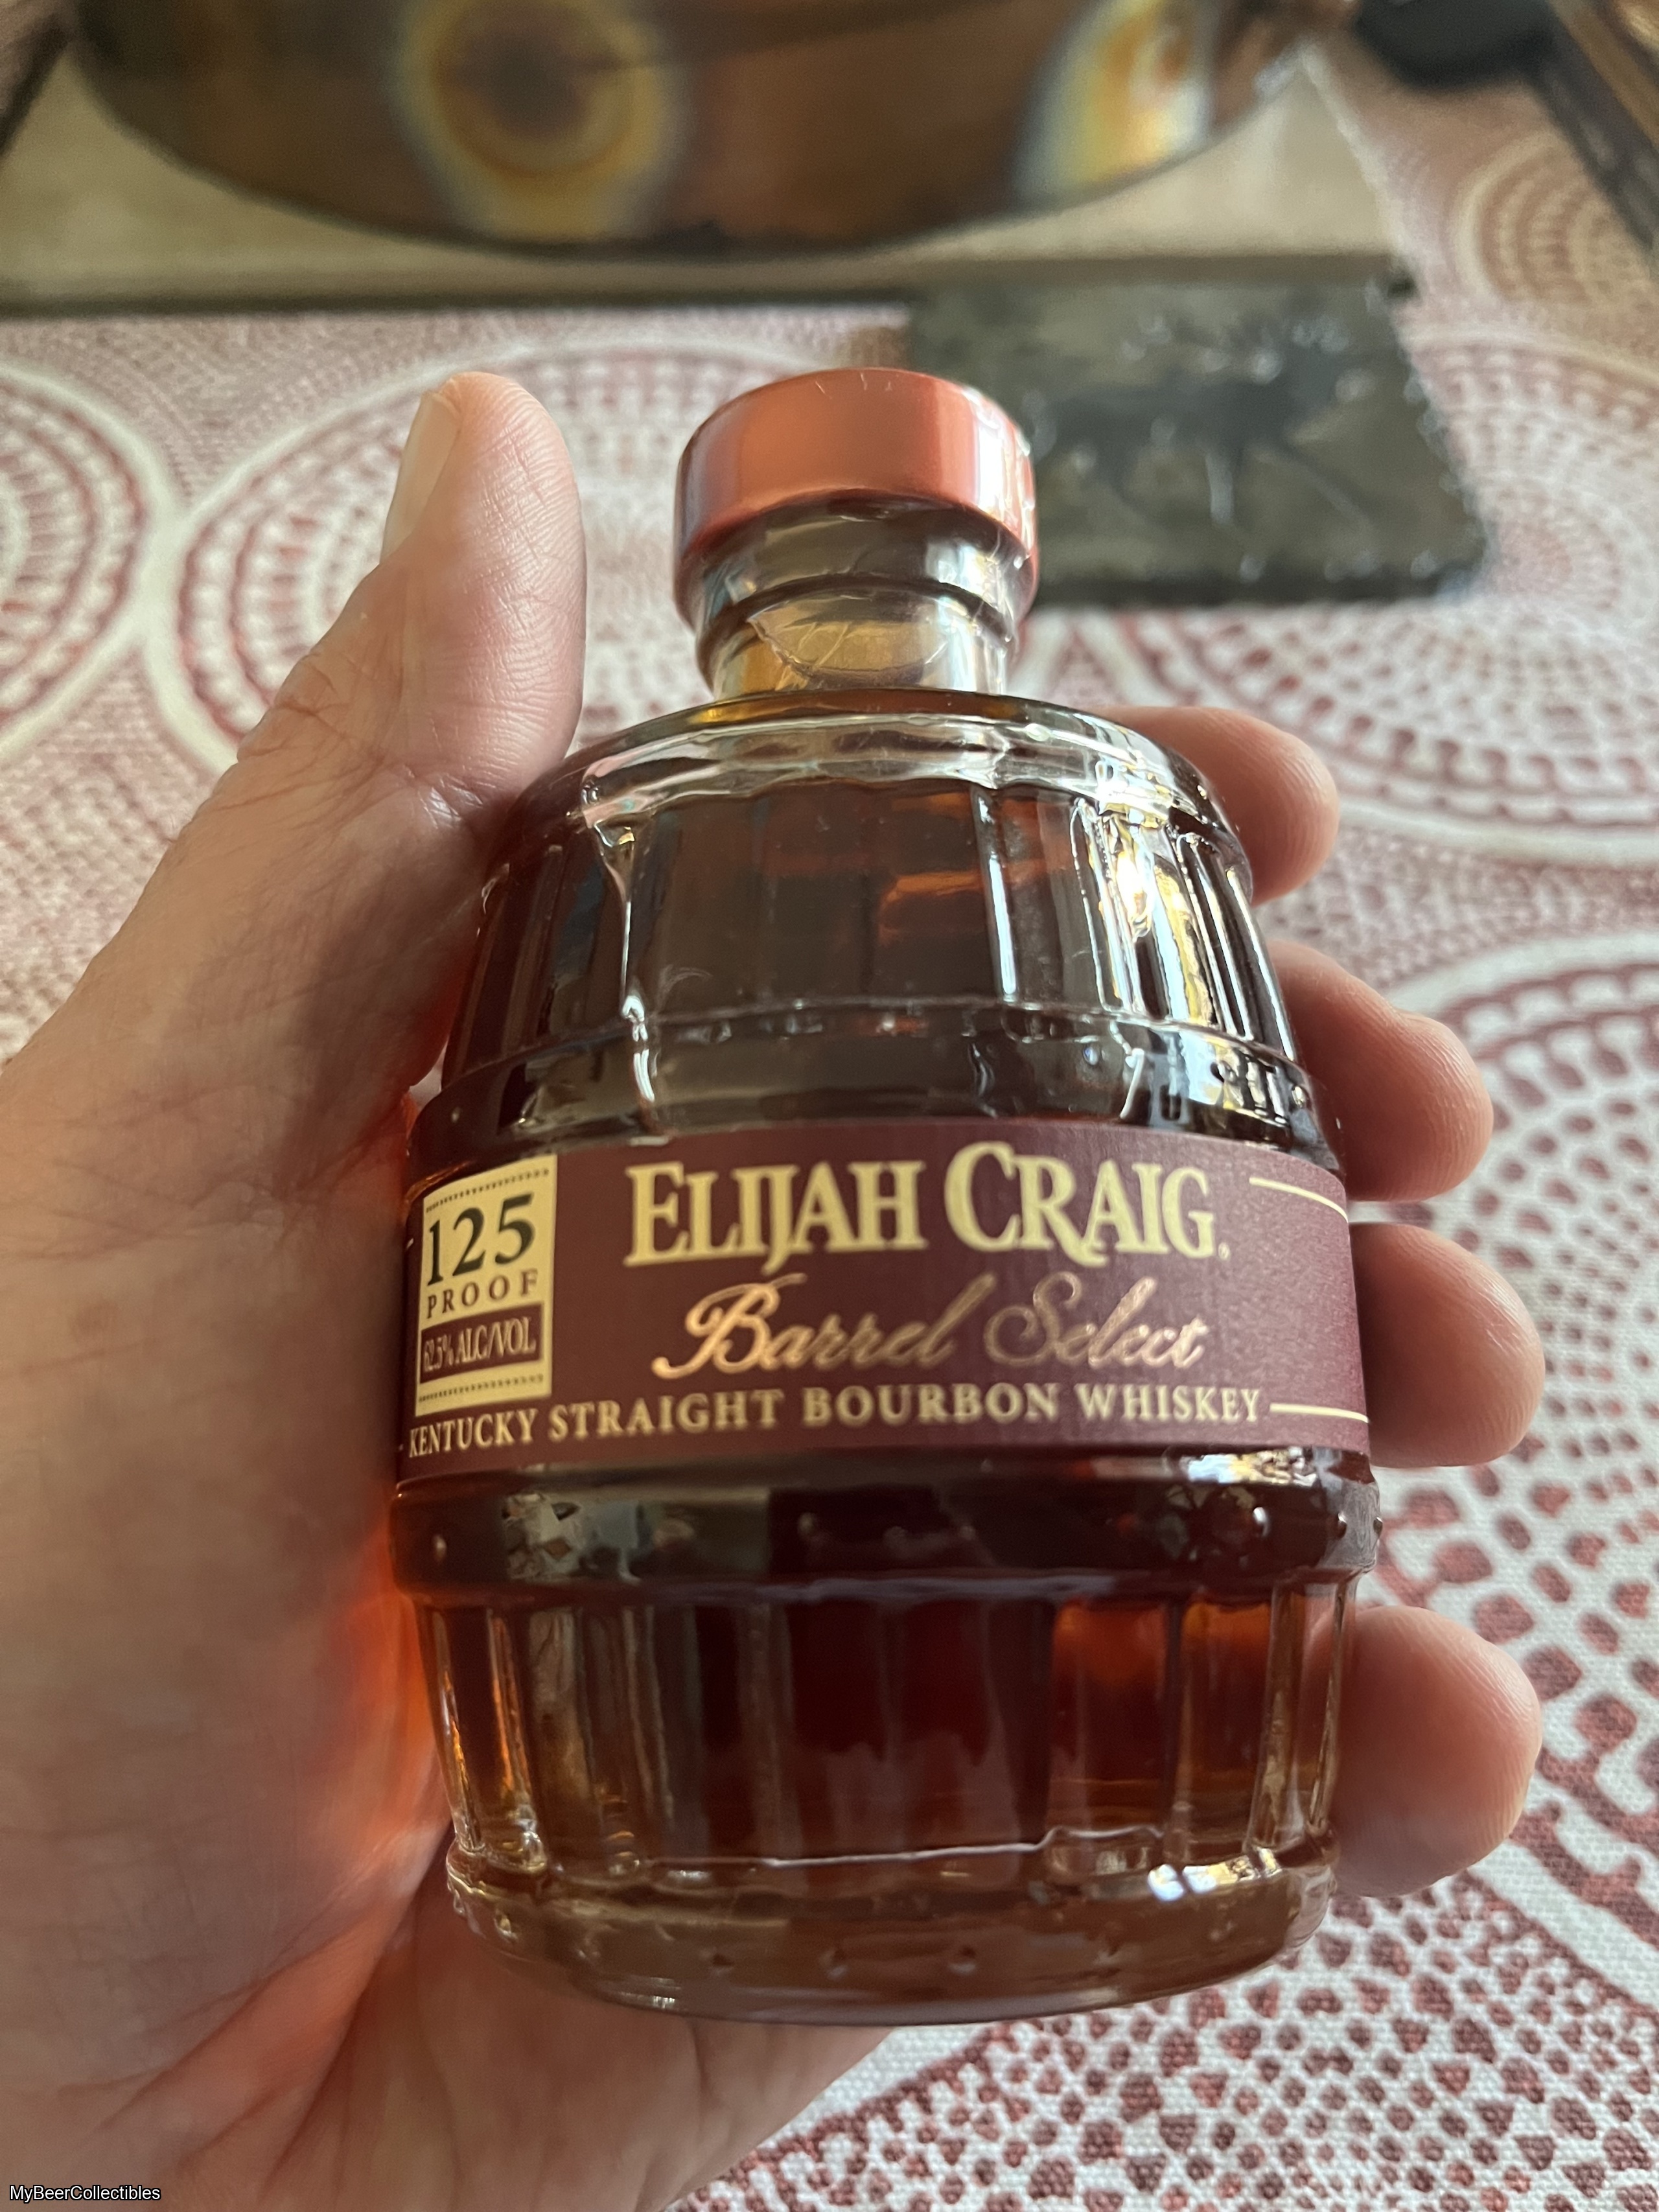 125
PROOF
62.5% ALC/VOL
ELIJAH CRAIG.
Barrel Select
KENTUCKY STRAIGHT BOURBON WHISKEY
MyBeerCollectibles